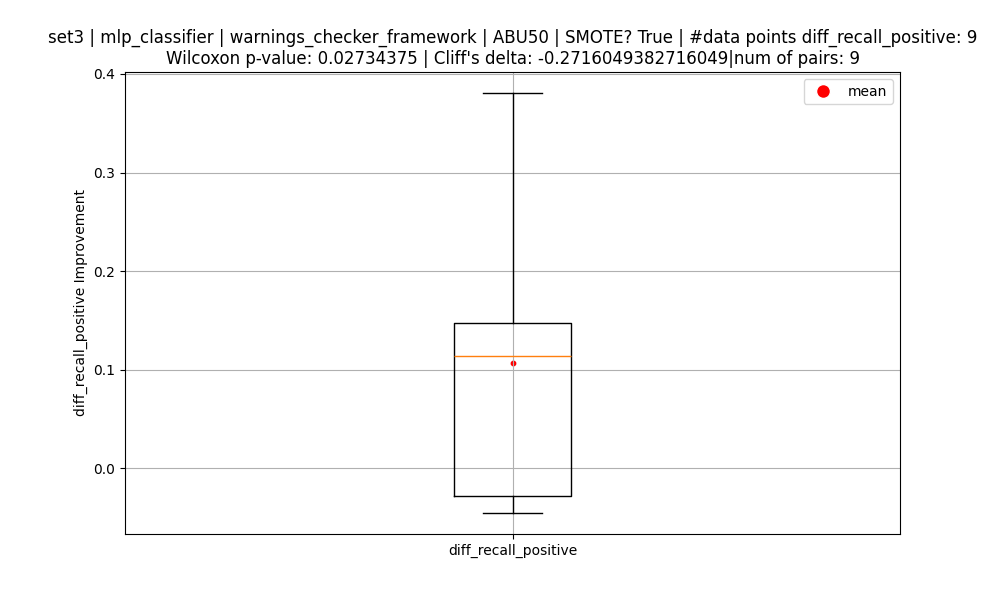 set3 | mlp_classifier | warnings_checker_framework | ABU50 | SMOTE? True | #data points diff_recall_positive: 9
Wilcoxon p-value: 0.02734375 | Cliff's delta: -0.2716049382716049|num of pairs: 9
mean
0.4
0.3
0.2
0.1
0.0
diff_recall_positive Improvement
diff_recall_positive